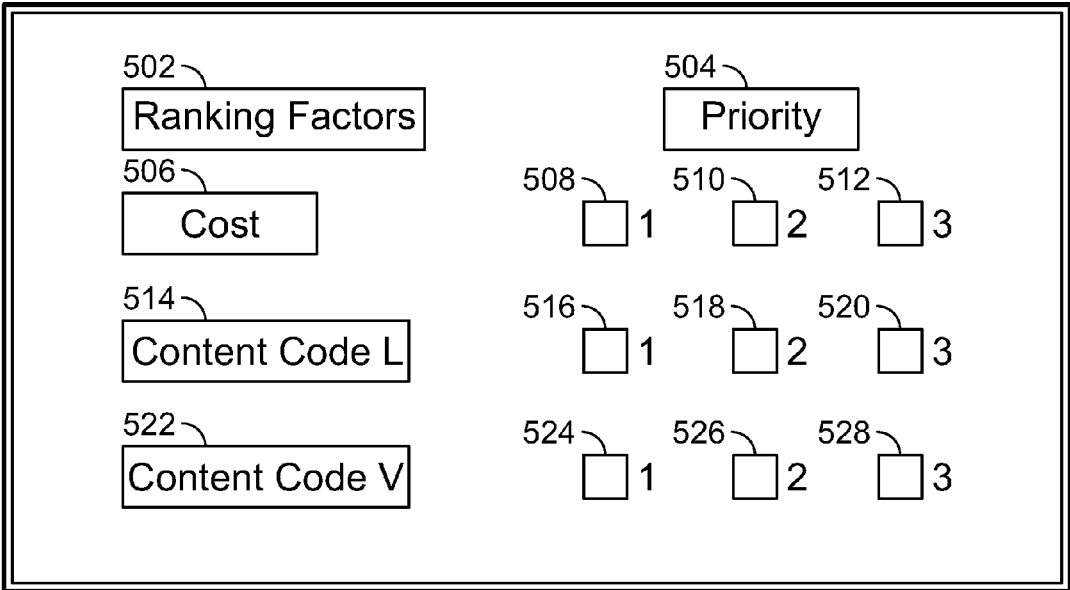 502 504
Ranking Factors Priority
506 508 510 512
Cost 1 2 3
514 516 518 520
Content Code L 1 2 3
522 524 526 528
Content Code V 1 2 3